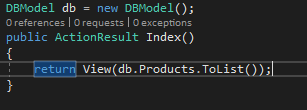 DBModel db = new DBModel();
0 references | 0 requests | 0 exceptions
public ActionResult Index()
{
return View(db.Products.ToList());
}